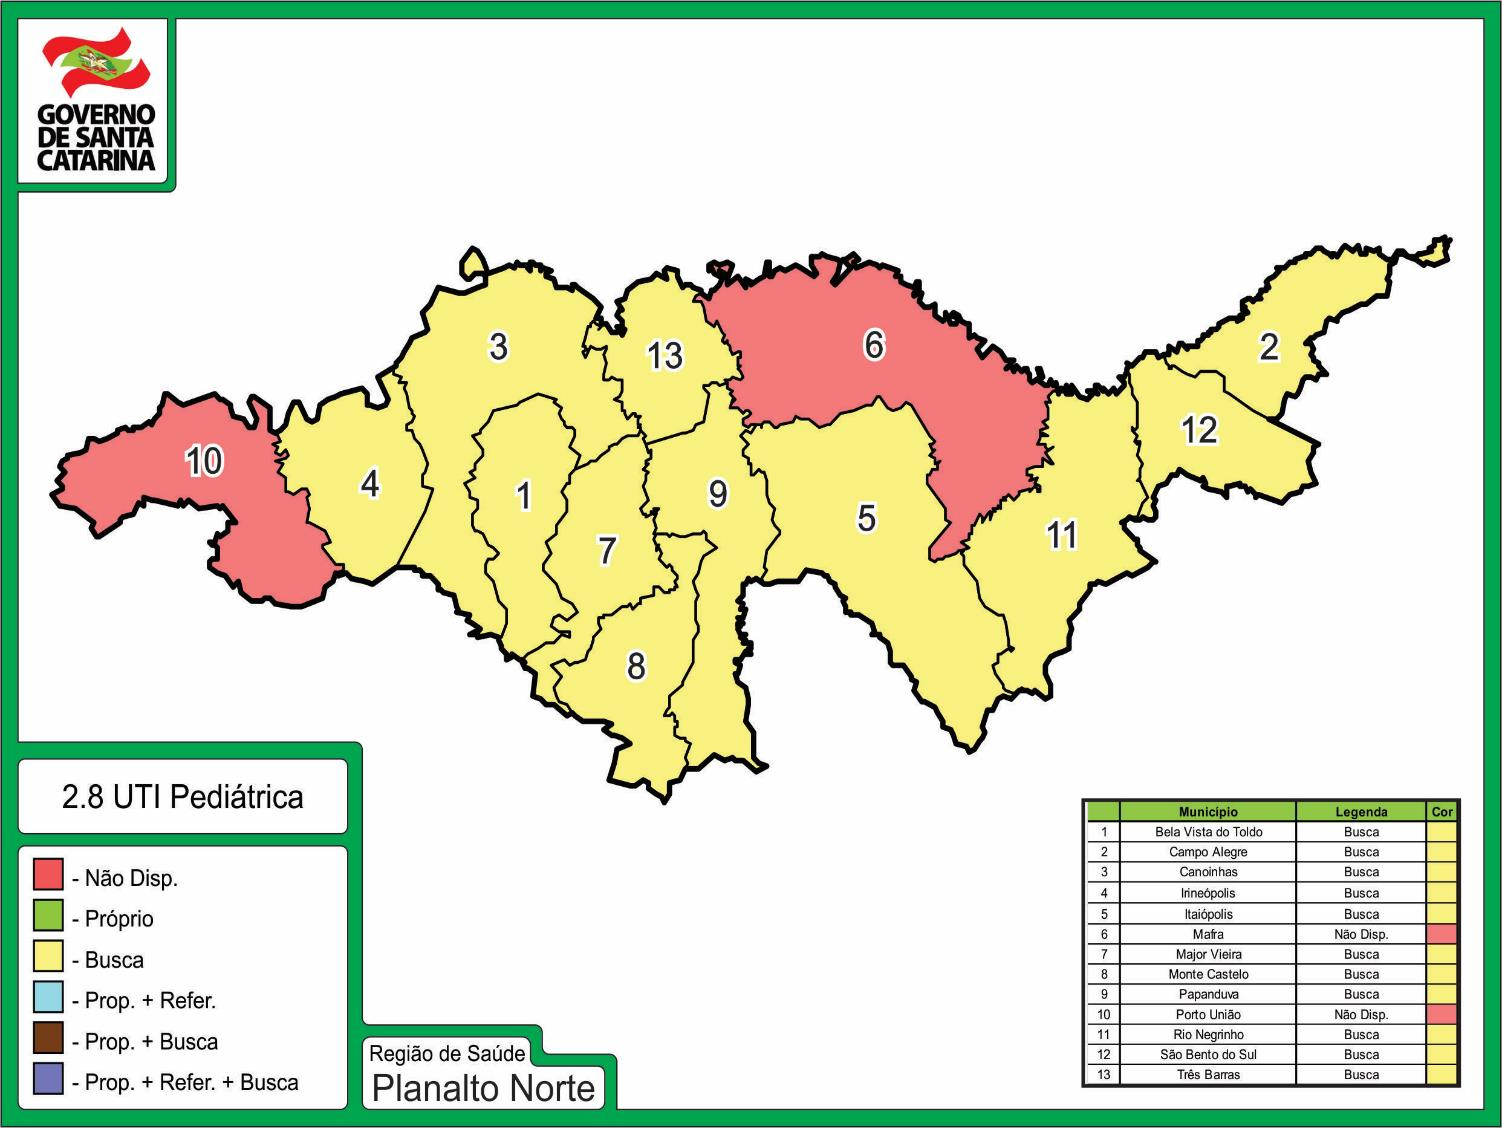 GOVERNO
DE SANTA
CATARINA
2
3
13
6
12
10
4
1
9
5
11
7
8
2.8 UTI Pediátrica
- Não Disp.
- Próprio
- Busca
- Prop. + Refer.
- Prop. + Busca
- Prop. + Refer. + Busca
Região de Saúde
Planalto Norte
Município Legenda Cor
1 Bela Vista do Toldo Busca
2 Campo Alegre Busca
3 Canoinhas Busca
4 Irineópolis Busca
5 Itaiópolis Busca
6 Mafra Não Disp.
7 Major Vieira Busca
8 Monte Castelo Busca
9 Papanduva Busca
10 Porto União Não Disp.
11 Rio Negrinho Busca
12 São Bento do Sul Busca
13 Três Barras Busca